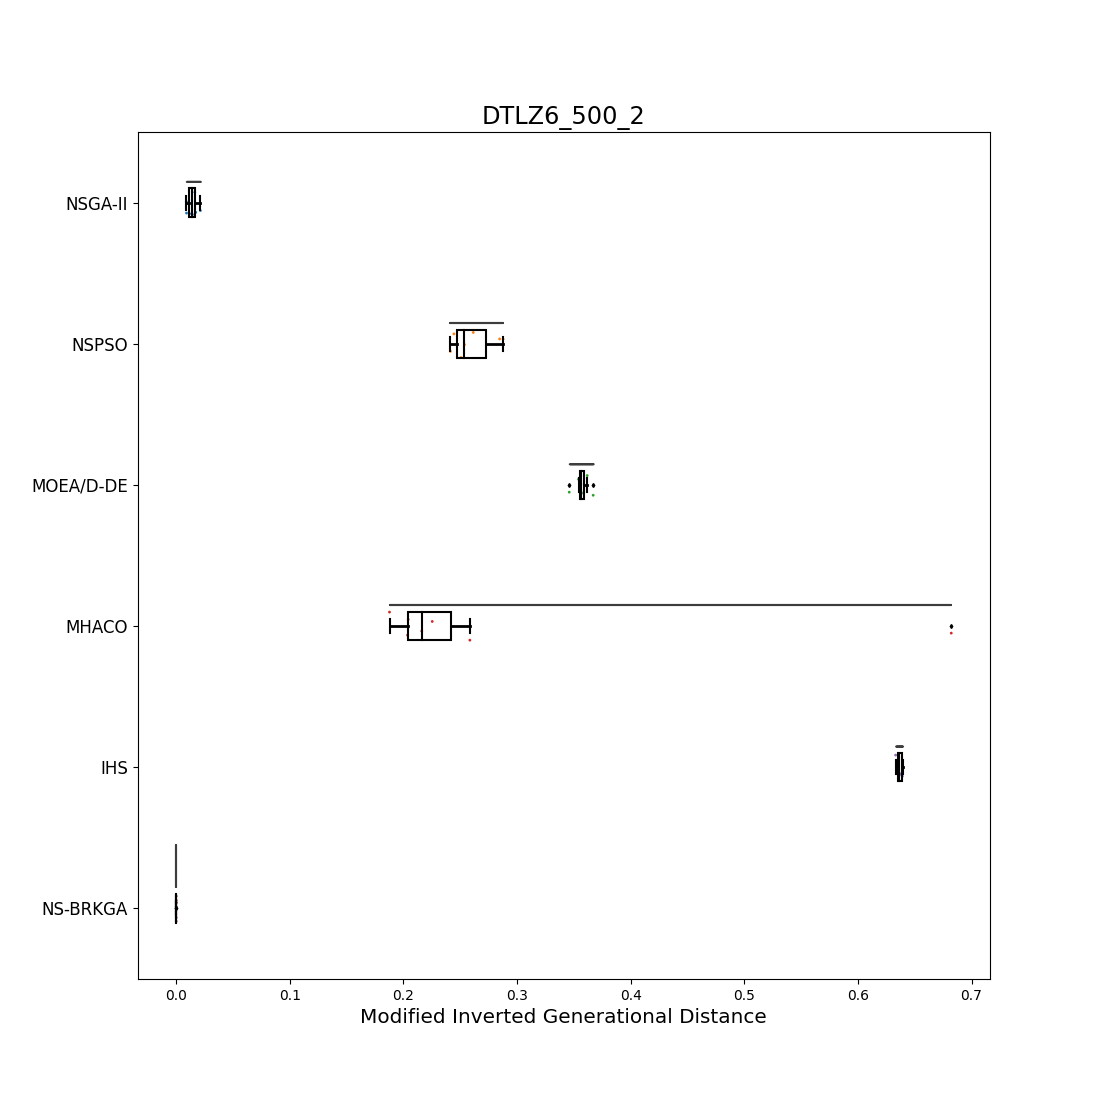 DTLZ6_500_2
NSGA-II
NSPSO
MOEA/D-DE
MHACO
IHS
NS-BRKGA
0.0 0.1 0.2 0.3 0.4 0.5 0.6 0.7
Modified Inverted Generational Distance